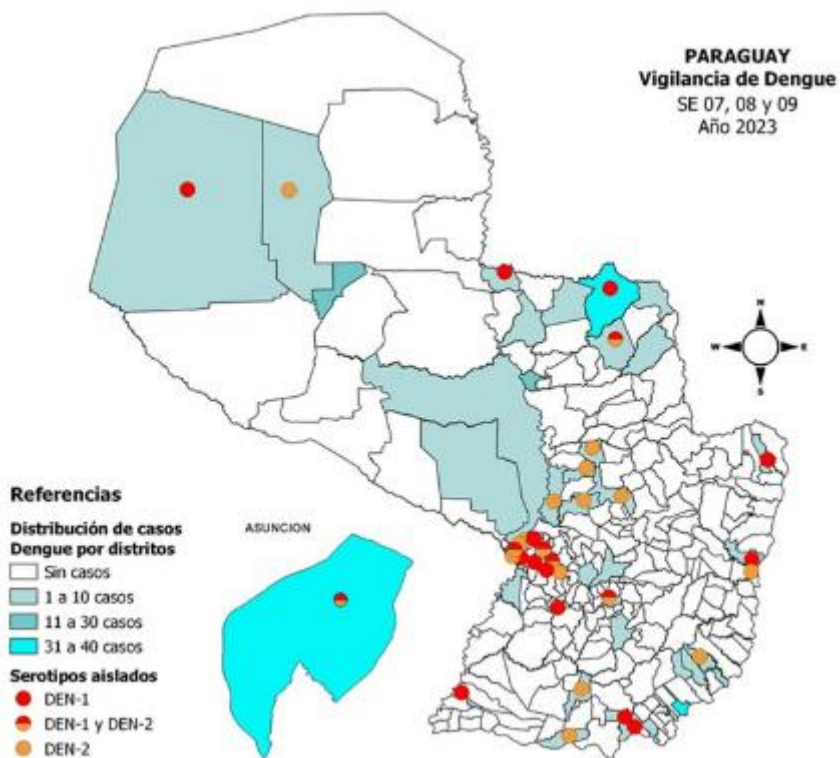 PARAGUAY
Vigilancia de Dengue
SE 07, 08 y 09
Año 2023
N
W
E
S
Referencias
Distribución de casos
Dengue por distritos
Sin casos
1 a 10 casos
11 a 30 casos
31 a 40 casos
Serotipos aislados
DEN-1
DEN-1 y DEN-2
DEN-2
ASUNCION